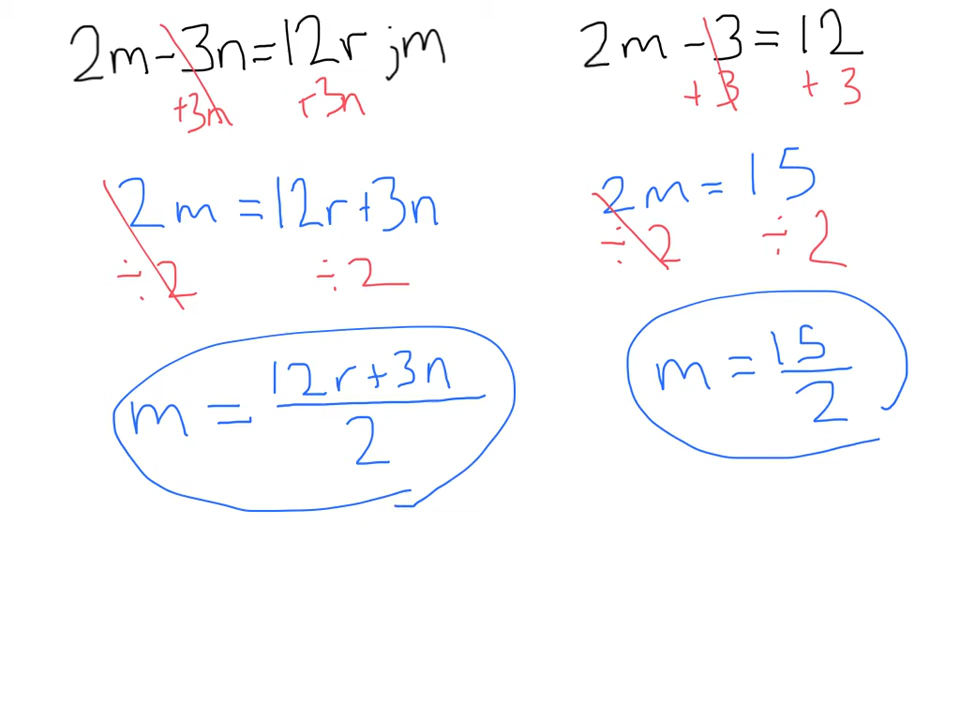 2m-3n=12r ;m
+3m +3n
2m=12r+3n
÷2 ÷2
m=12r+3n
2
2m-3=12
+3 +3
2m=15
÷2 ÷2
m=15
2